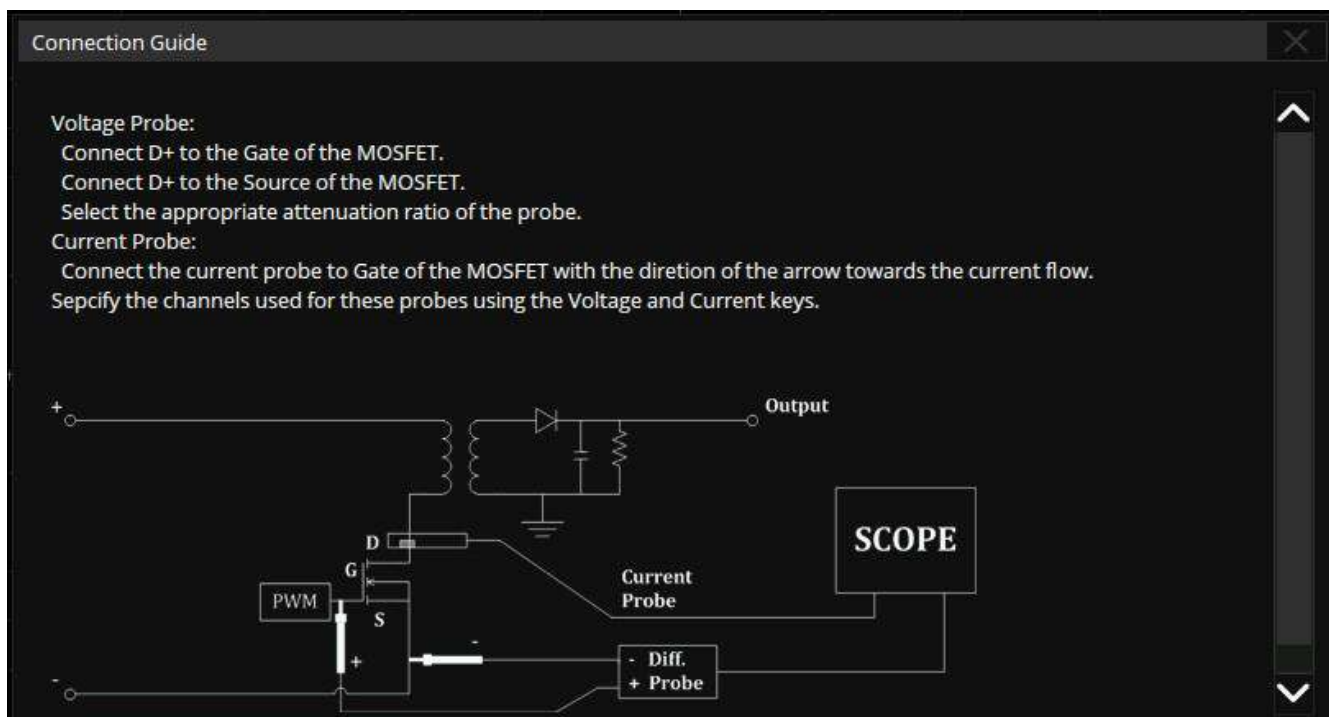 Connection Guide
Voltage Probe:
Connect D+ to the Gate of the MOSFET.
Connect D+ to the Source of the MOSFET.
Select the appropriate attenuation ratio of the probe.
Current Probe:
Connect the current probe to Gate of the MOSFET with the diretion of the arrow towards the current flow.
Sepcify the channels used for these probes using the Voltage and Current keys.
+
Output
SCOPE
D
G
Current
Probe
PWM
S
-
+
- Diff.
+ Probe
-